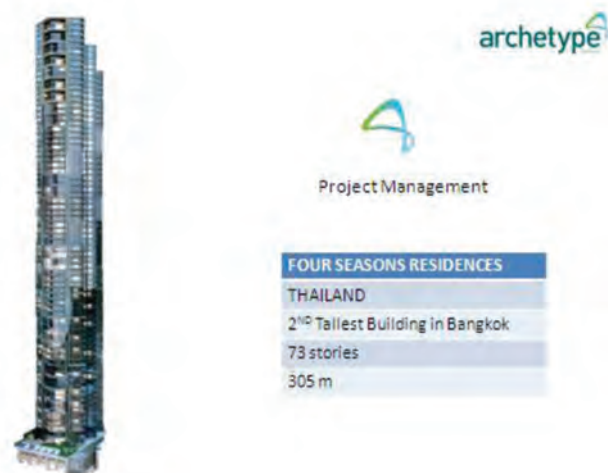 archetype
Project Management
FOUR SEASONS RESIDENCES
THAILAND
2ND Tallest Building in Bangkok
73 stories
305 m